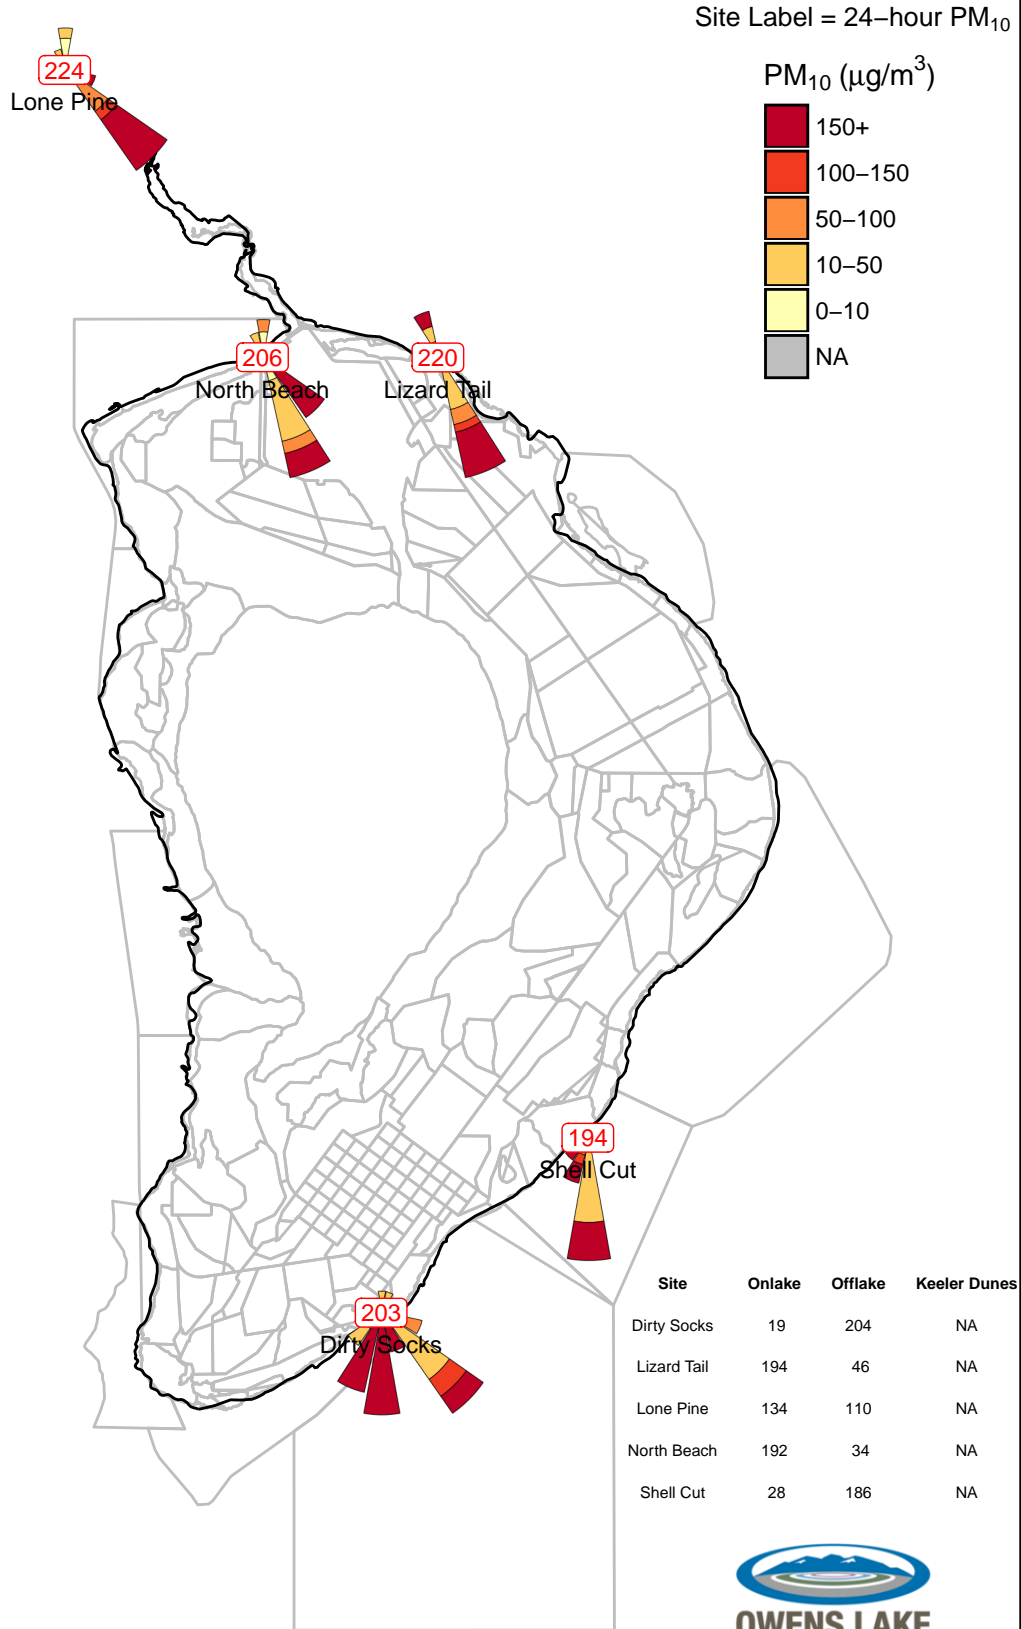 Site Label = 24−hour PM₁₀
PM₁₀ (μg/m³)
150+
100−150
50−100
10−50
0−10
NA
224
Lone Pine
206
North Beach
220
Lizard Tail
194
Shell Cut
203
Dirty Socks
Site Onlake Offlake Keeler Dunes
Dirty Socks 19 204 NA
Lizard Tail 194 46 NA
Lone Pine 134 110 NA
North Beach 192 34 NA
Shell Cut 28 186 NA
OWENS LAKE